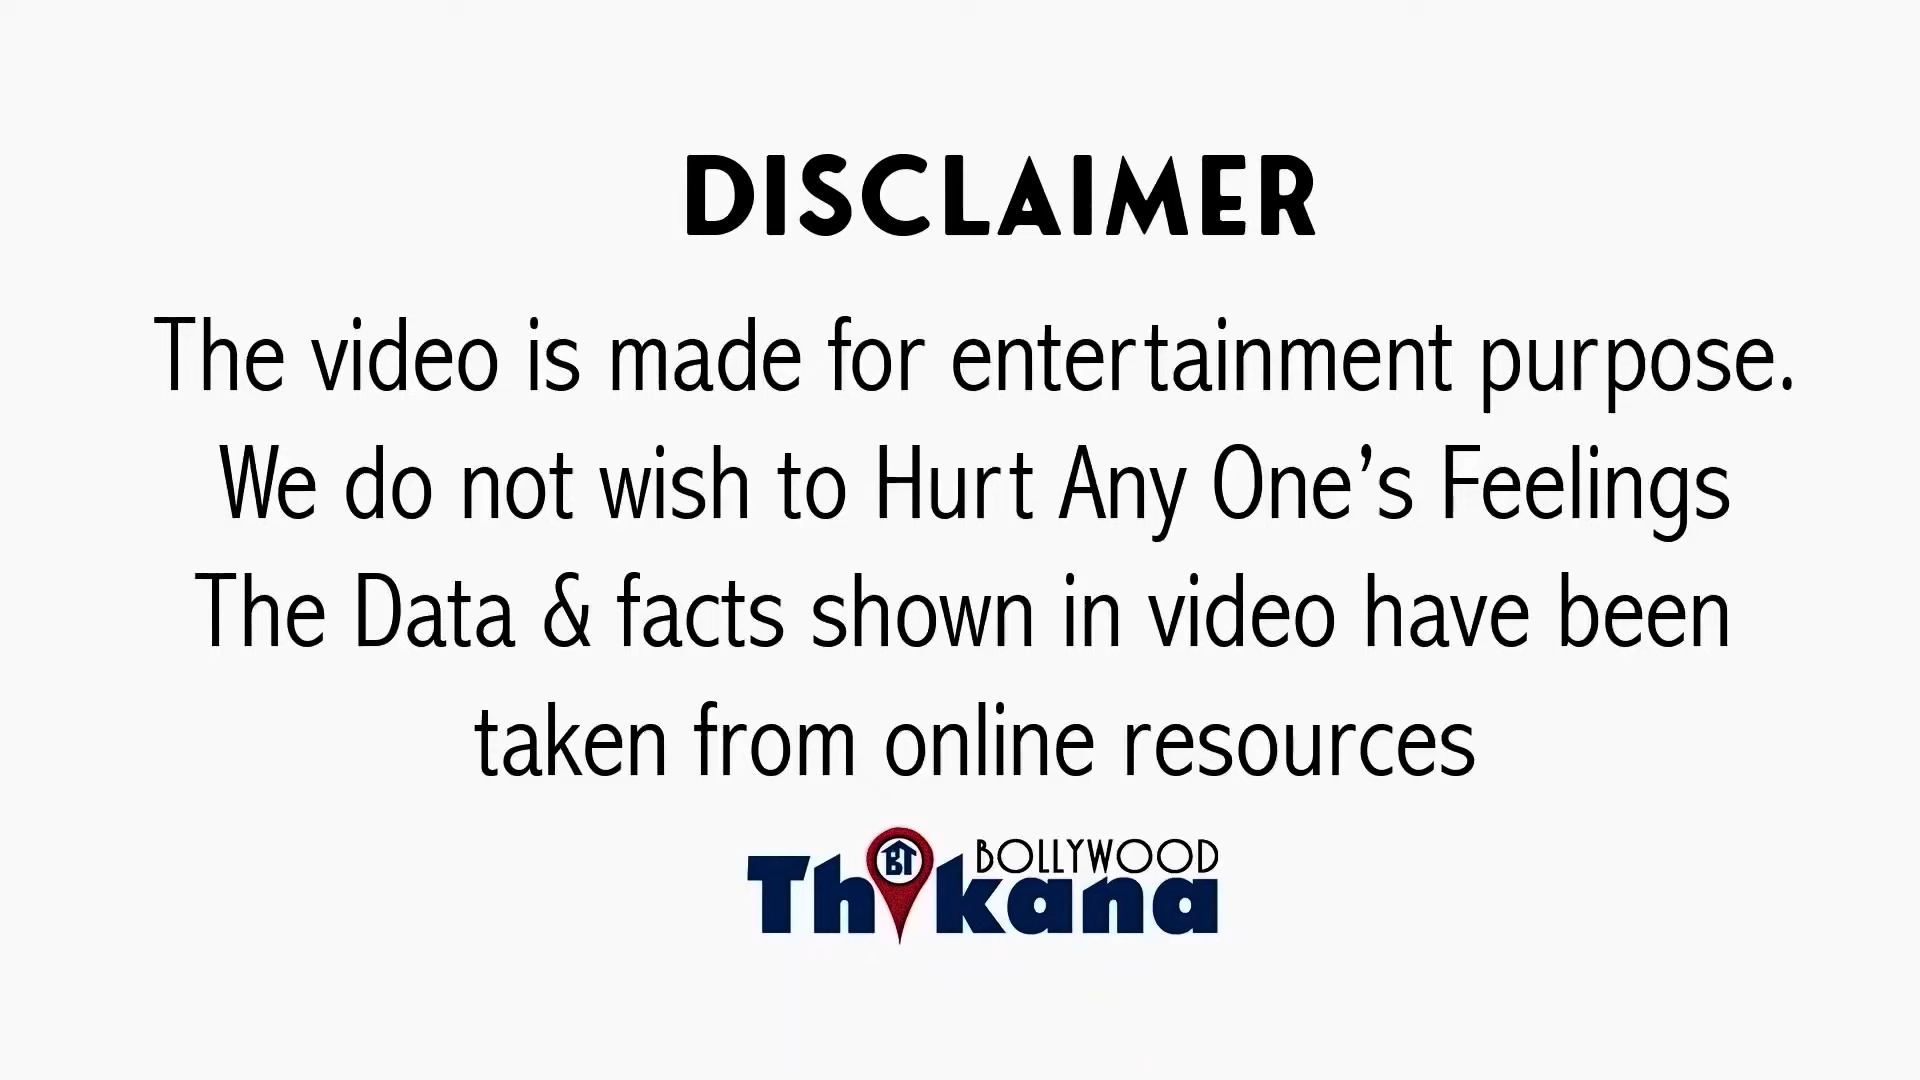 DISCLAIMER
The video is made for entertainment purpose.
We do not wish to Hurt Any One’s Feelings
The Data & facts shown in video have been
taken from online resources
BOLLYWOOD
BT
Thikana